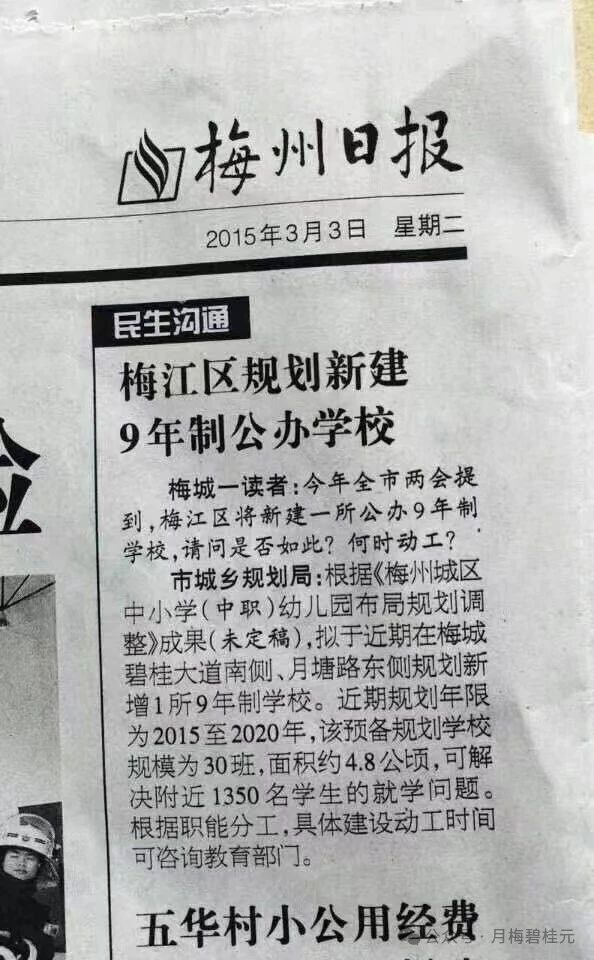 梅州日报
2015年3月3日 星期二
民生沟通
梅江区规划新建
9年制公办学校
梅城一读者:今年全市两会提
到,梅江区将新建一所公办9年制
学校,请问是否如此?何时动工?
市城乡规划局:根据《梅州城区
中小学(中职)幼儿园布局规划调
整》成果(未定稿),拟于近期在梅城
碧桂大道南侧、月塘路东侧规划新
增1所9年制学校。近期规划年限
为2015至2020年,该预备规划学校
规模为30班,面积约4.8公顷,可解
决附近1350名学生的就学问题。
根据职能分工,具体建设动工时间
可咨询教育部门。
五华村小公用经费
公众号·月梅碧桂元